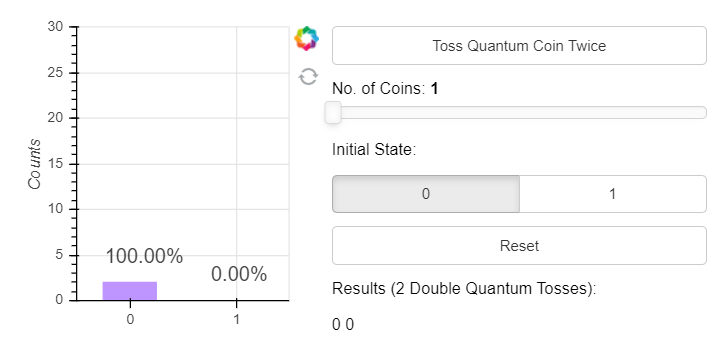 30
25
20
15
10
5
0
Counts
100.00%
0.00%
0
1
Toss Quantum Coin Twice
No. of Coins: 1
Initial State:
0
1
Reset
Results (2 Double Quantum Tosses):
0 0